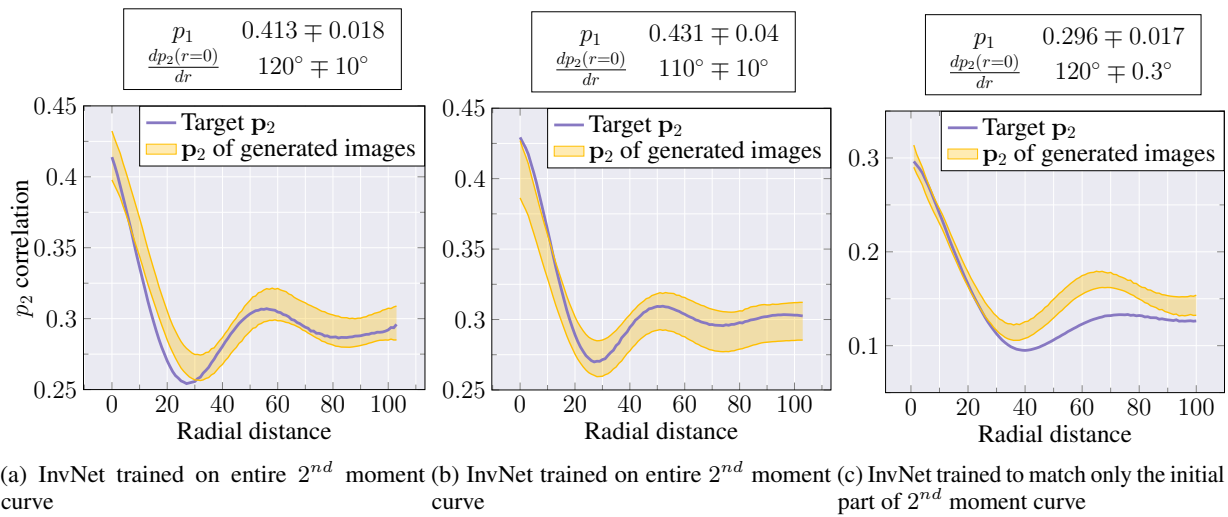 p₁ 0.413 ∓ 0.018
dp₂(r=0)/dr 120° ∓ 10°
0.45
0.4
0.35
0.3
0.25
p₂ correlation
Target p₂
p₂ of generated images
0 20 40 60 80 100
Radial distance
(a) InvNet trained on entire 2ⁿᵈ moment
curve
p₁ 0.431 ∓ 0.04
dp₂(r=0)/dr 110° ∓ 10°
0.45
0.4
0.35
0.3
0.25
Target p₂
p₂ of generated images
0 20 40 60 80 100
Radial distance
(b) InvNet trained on entire 2ⁿᵈ moment
curve
p₁ 0.296 ∓ 0.017
dp₂(r=0)/dr 120° ∓ 0.3°
0.3
0.2
0.1
Target p₂
p₂ of generated images
0 20 40 60 80 100
Radial distance
(c) InvNet trained to match only the initial
part of 2ⁿᵈ moment curve